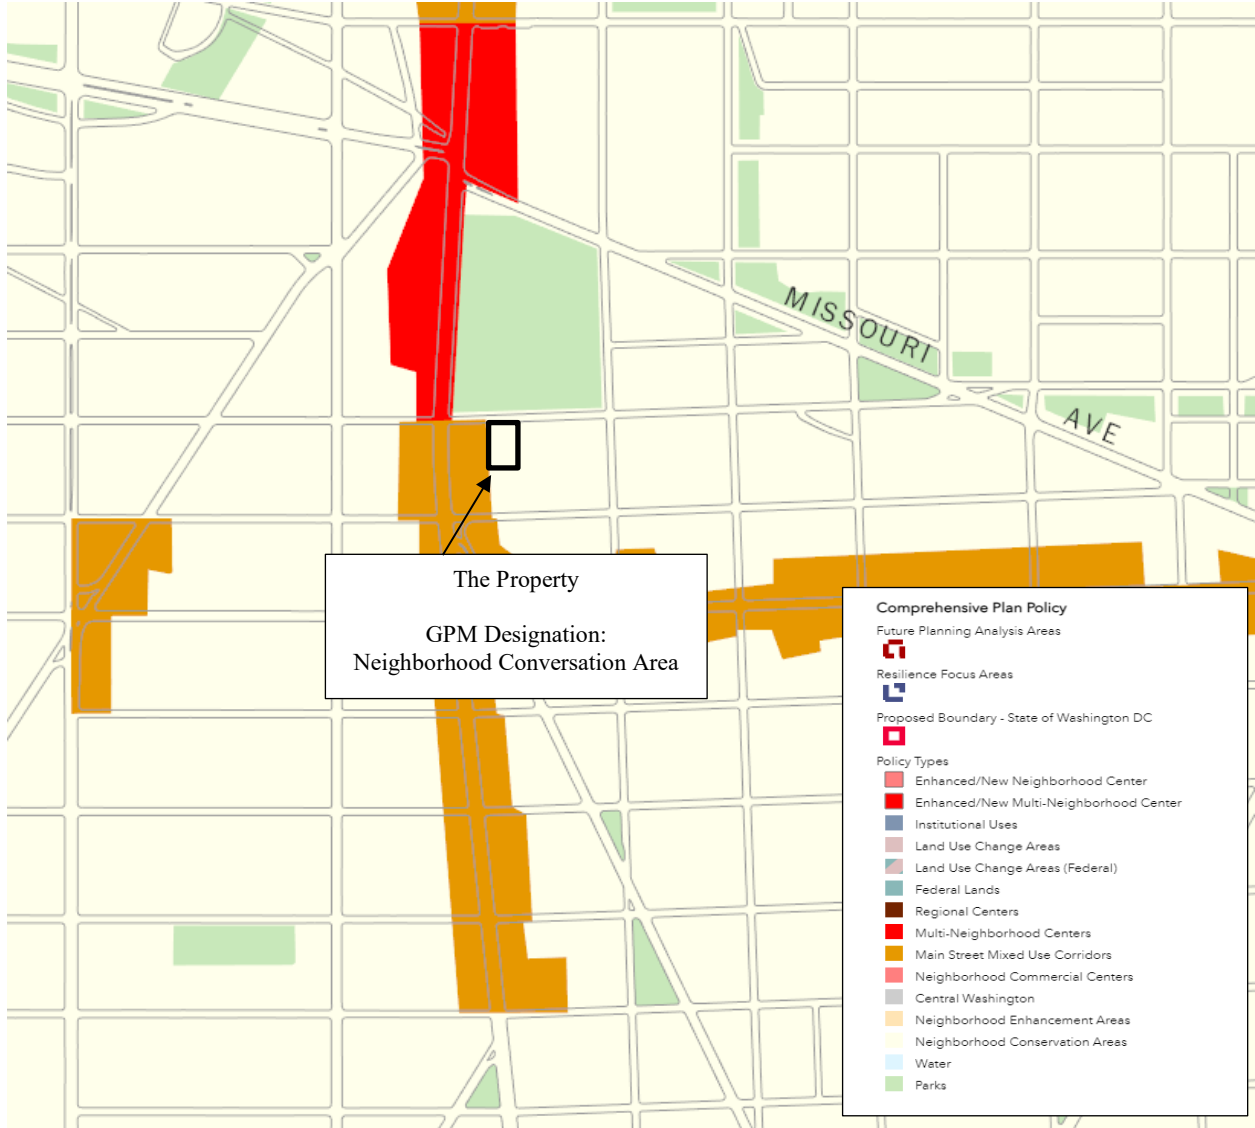 MISSOURI
AVE
The Property
GPM Designation:
Neighborhood Conversation Area
Comprehensive Plan Policy
Future Planning Analysis Areas
Resilience Focus Areas
Proposed Boundary - State of Washington DC
Policy Types
Enhanced/New Neighborhood Center
Enhanced/New Multi-Neighborhood Center
Institutional Uses
Land Use Change Areas
Land Use Change Areas (Federal)
Federal Lands
Regional Centers
Multi-Neighborhood Centers
Main Street Mixed Use Corridors
Neighborhood Commercial Centers
Central Washington
Neighborhood Enhancement Areas
Neighborhood Conservation Areas
Water
Parks